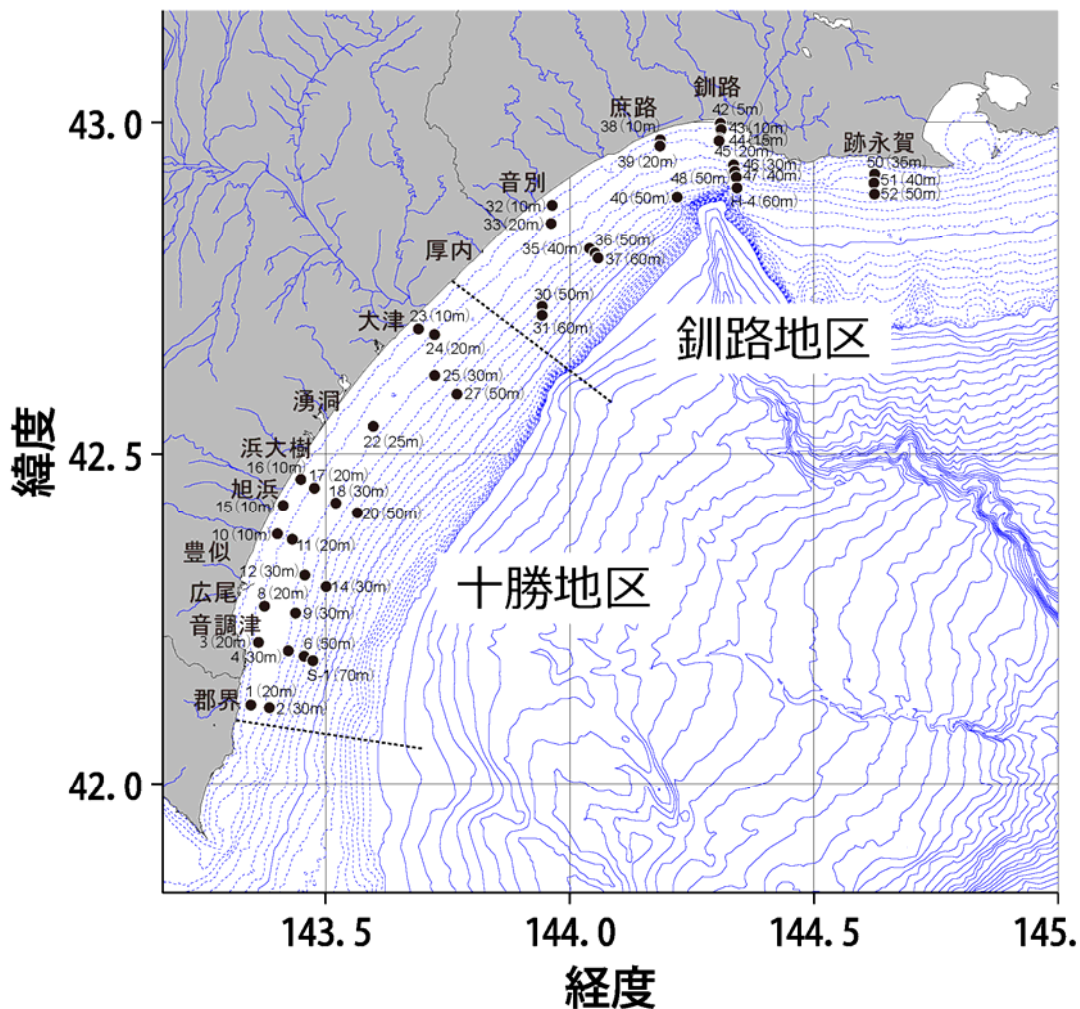 釧路
42(5m)
庶路
38(10m)
43(10m)
44(15m)
跡永賀
45(20m)
39(20m)
46(30m)
50(35m)
48(50m)
47(40m)
51(40m)
音別
40(50m)
H-4(60m)
52(50m)
32(10m)
33(20m)
36(50m)
35(40m)
厚内
37(60m)
30(50m)
大津
23(10m)
31(60m)
釧路地区
24(20m)
25(30m)
27(50m)
湧洞
22(25m)
浜大樹
16(10m)
17(20m)
旭浜
18(30m)
15(10m)
20(50m)
10(10m)
11(20m)
豊似
12(30m)
14(30m)
十勝地区
広尾
8(20m)
9(30m)
音調津
3(20m)
6(50m)
4(30m)
S-1(70m)
郡界
1(20m)
2(30m)
43.0
42.5
42.0
緯度
143.5
144.0
144.5
145.
経度